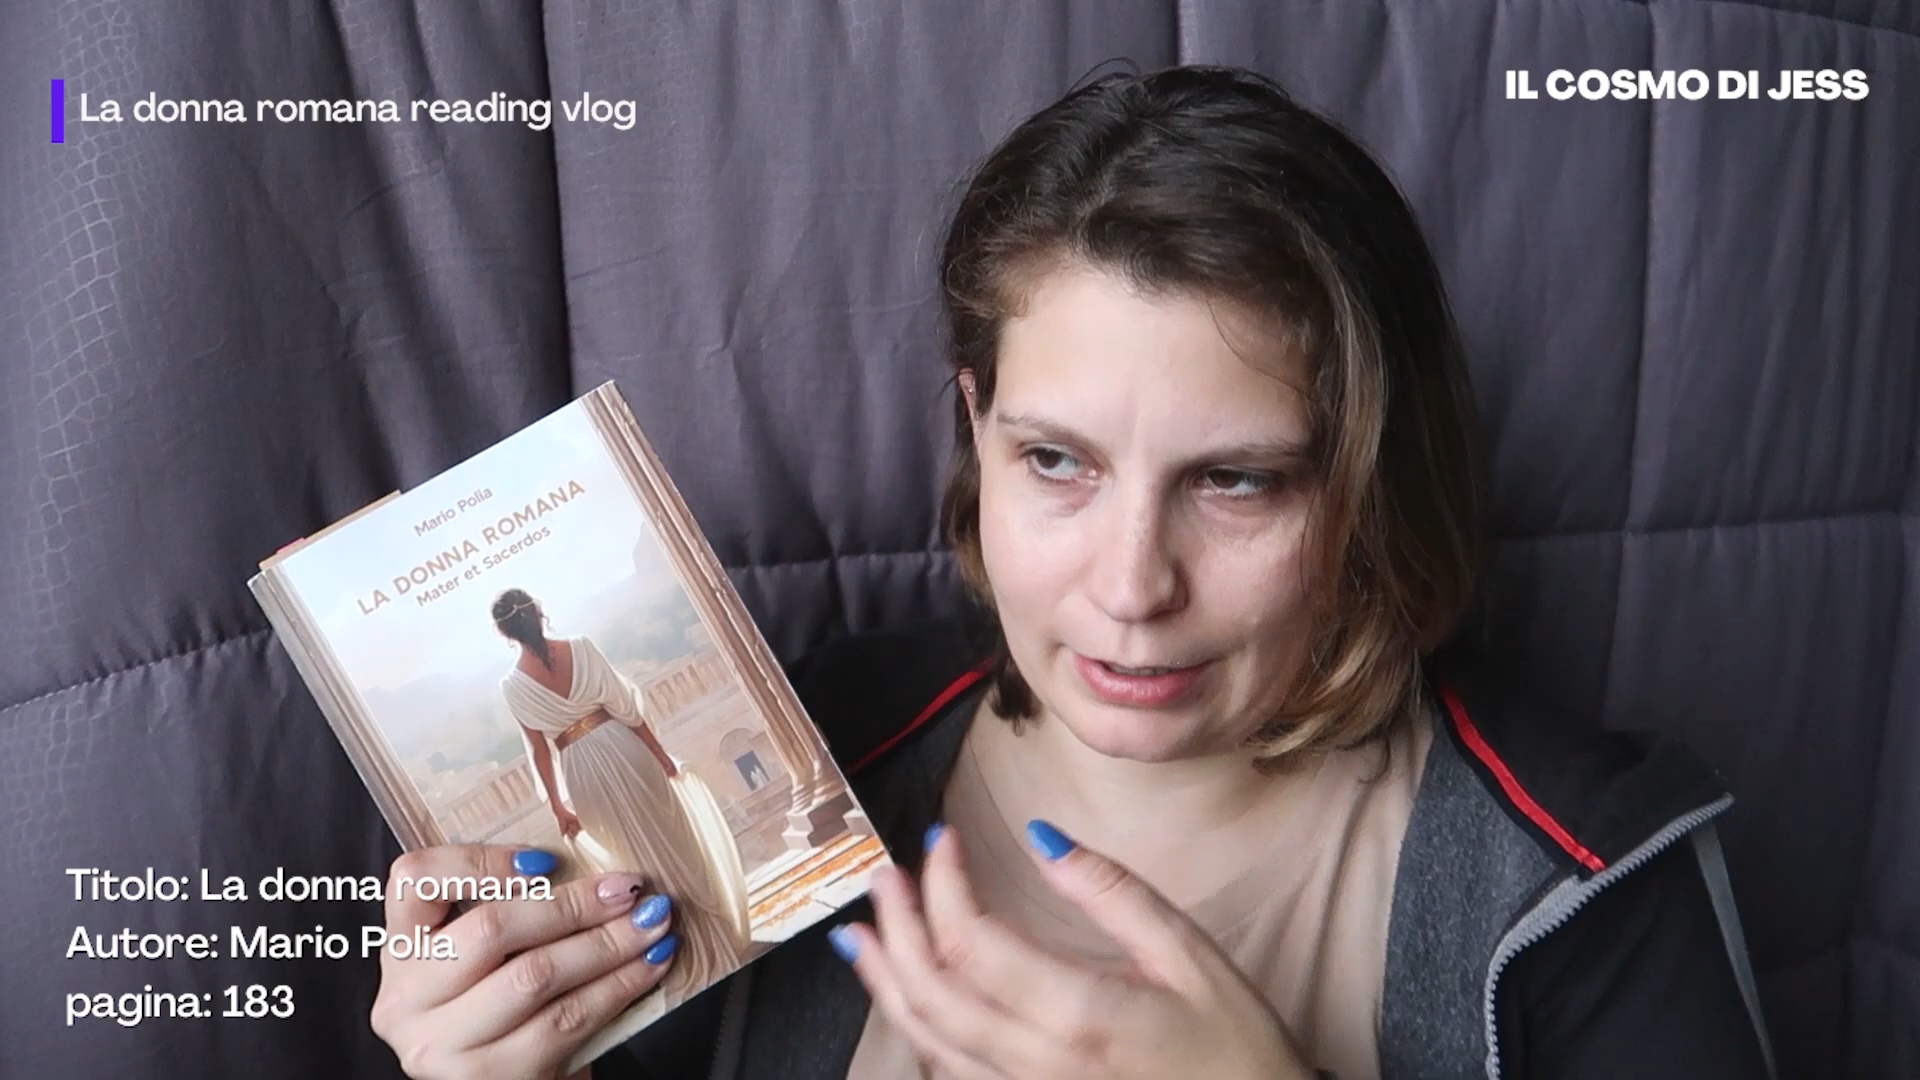 La donna romana reading vlog
IL COSMO DI JESS
Mario Polia
LA DONNA ROMANA
Mater et Sacerdos
Titolo: La donna romana
Autore: Mario Polia
pagina: 183